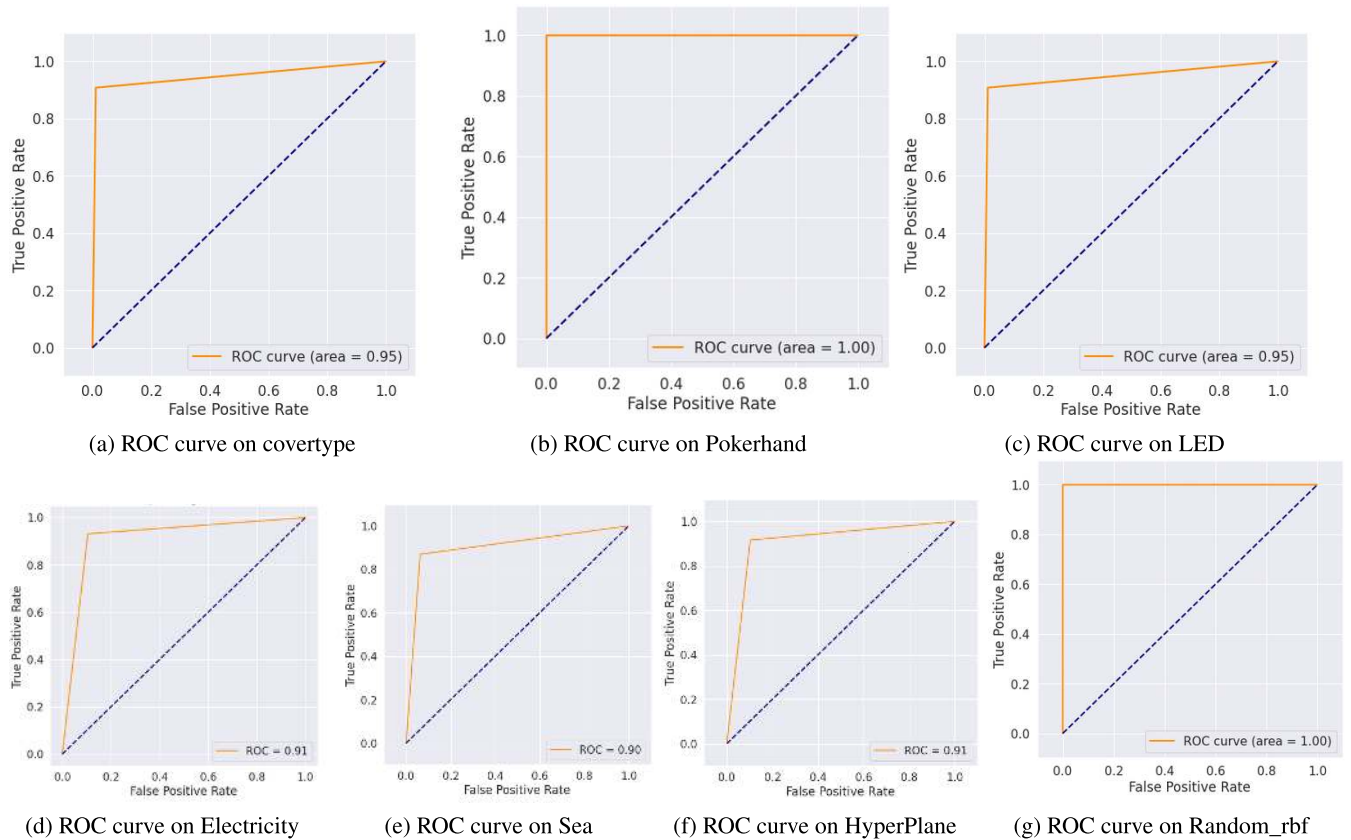 True Positive Rate
1.0
0.8
0.6
0.4
0.2
0.0
ROC curve (area = 0.95)
0.0 0.2 0.4 0.6 0.8 1.0
False Positive Rate
(a) ROC curve on covertype
True Positive Rate
1.0
0.8
0.6
0.4
0.2
0.0
ROC curve (area = 1.00)
0.0 0.2 0.4 0.6 0.8 1.0
False Positive Rate
(b) ROC curve on Pokerhand
True Positive Rate
1.0
0.8
0.6
0.4
0.2
0.0
ROC curve (area = 0.95)
0.0 0.2 0.4 0.6 0.8 1.0
False Positive Rate
(c) ROC curve on LED
True Positive Rate
1.0
0.8
0.6
0.4
0.2
0.0
ROC = 0.91
0.0 0.2 0.4 0.6 0.8 1.0
False Positive Rate
(d) ROC curve on Electricity
True Positive Rate
1.0
0.8
0.6
0.4
0.2
0.0
ROC = 0.90
0.0 0.2 0.4 0.6 0.8 1.0
False Positive Rate
(e) ROC curve on Sea
True Positive Rate
1.0
0.8
0.6
0.4
0.2
0.0
ROC = 0.91
0.0 0.2 0.4 0.6 0.8 1.0
False Positive Rate
(f) ROC curve on HyperPlane
True Positive Rate
1.0
0.8
0.6
0.4
0.2
0.0
ROC curve (area = 1.00)
0.0 0.2 0.4 0.6 0.8 1.0
False Positive Rate
(g) ROC curve on Random_rbf